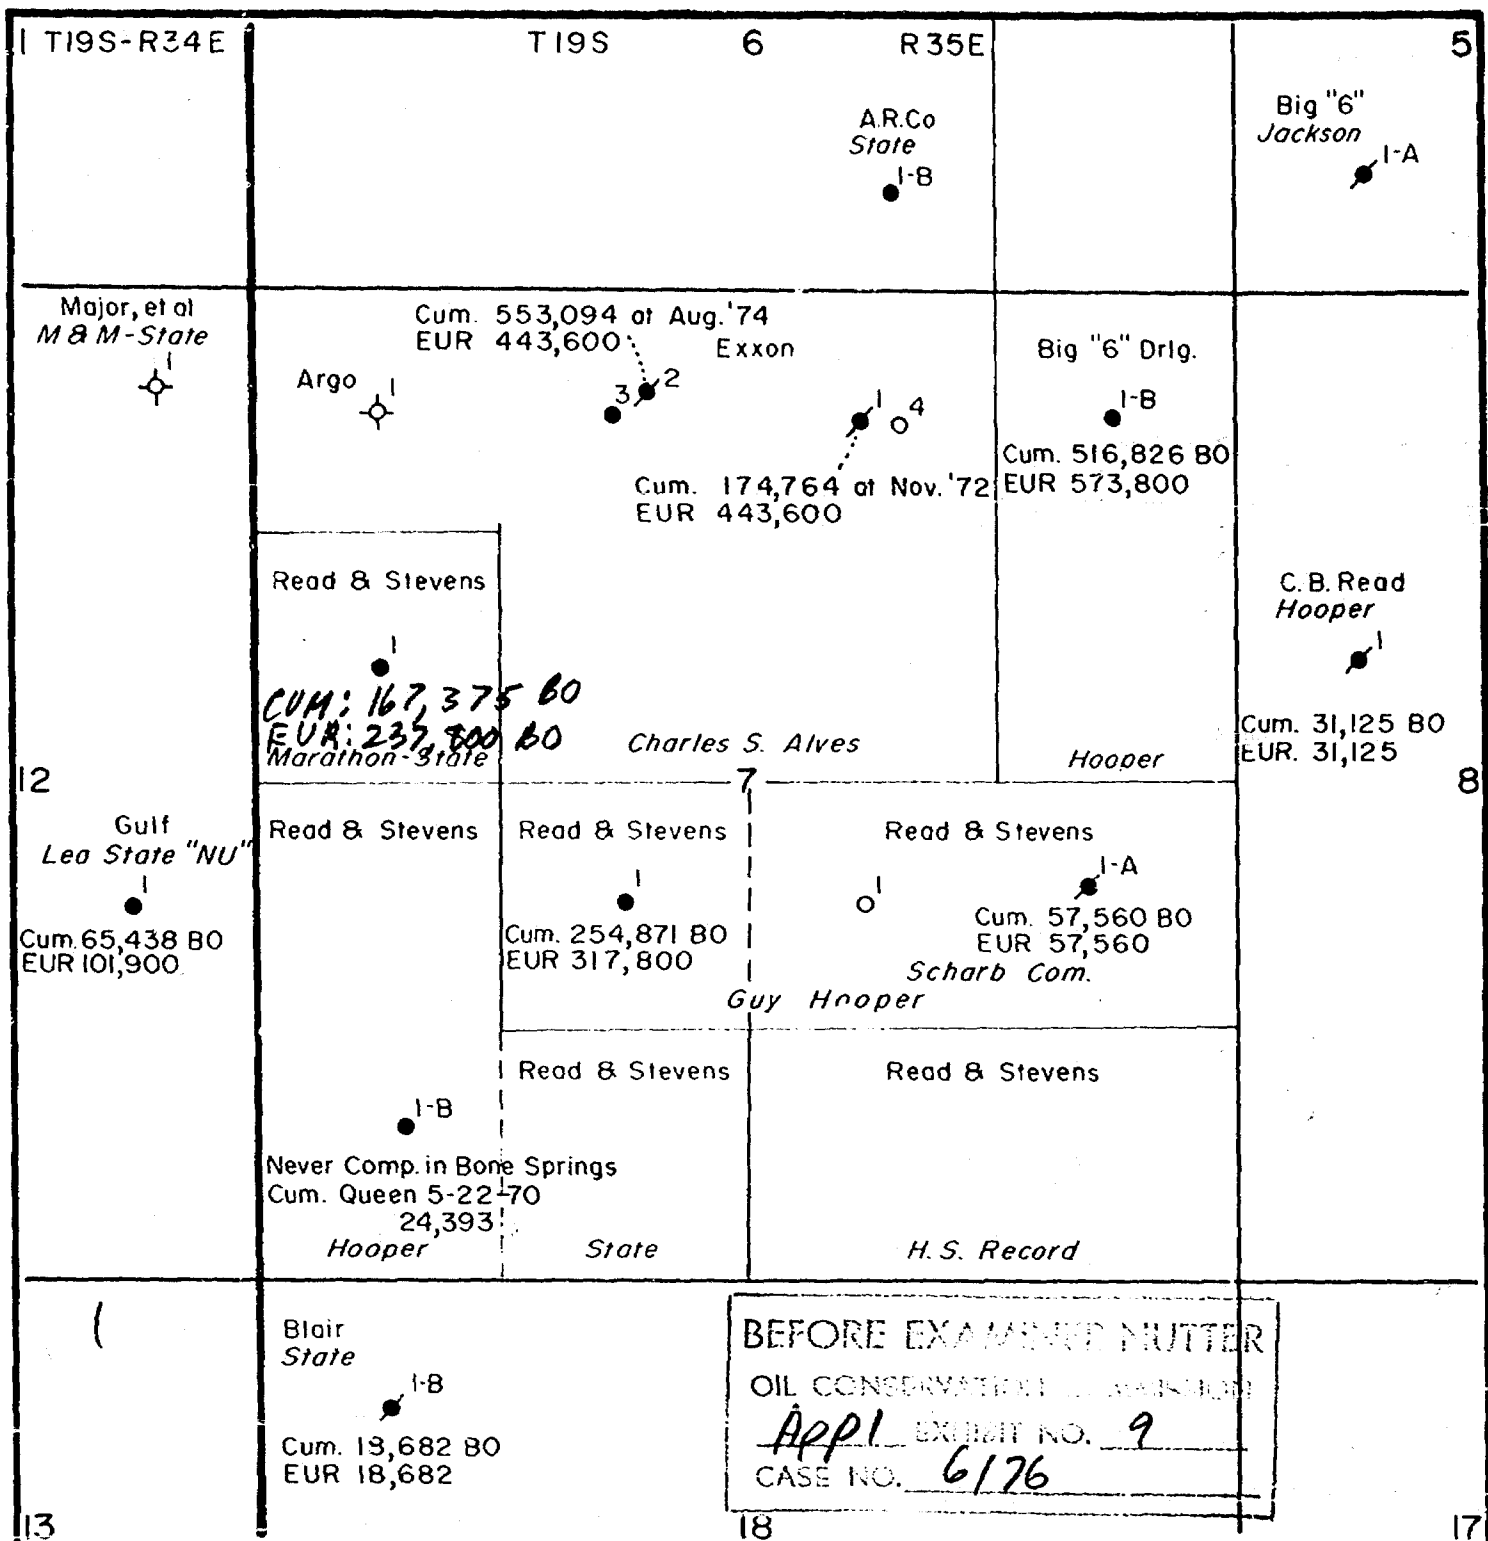 1 T19S-R34E
T19S 6 R35E
5
A.R.Co
State
1-B
Big "6"
Jackson
1-A
Major, et al
M & M-State
1
Argo
1
Cum. 553,094 at Aug.'74
EUR 443,600
Exxon
3
2
1
4
Cum. 174,764 at Nov.'72
EUR 443,600
Big "6" Drlg.
1-B
Cum. 516,826 BO
EUR 573,800
Read & Stevens
1
CUM: 167,375 BO
EUR: 237,800 BO
Marathon-State
Charles S. Alves
Hooper
C.B. Read
Hooper
1
Cum. 31,125 BO
EUR. 31,125
12
7
8
Gulf
Lea State "NU"
1
Cum. 65,438 BO
EUR 101,900
Read & Stevens
Read & Stevens
1
Cum. 254,871 BO
EUR 317,800
Read & Stevens
1
1-A
Cum. 57,560 BO
EUR 57,560
Scharb Com.
Guy Hooper
1-B
Never Comp. in Bone Springs
Cum. Queen 5-22-70
24,393
Hooper
Read & Stevens
State
Read & Stevens
H.S. Record
Blair
State
1-B
Cum. 18,682 BO
EUR 18,682
BEFORE EXAMINER NUTTER
OIL CONSERVATION COMMISSION
Appl EXHIBIT NO. 9
CASE NO. 6176
13
18
17